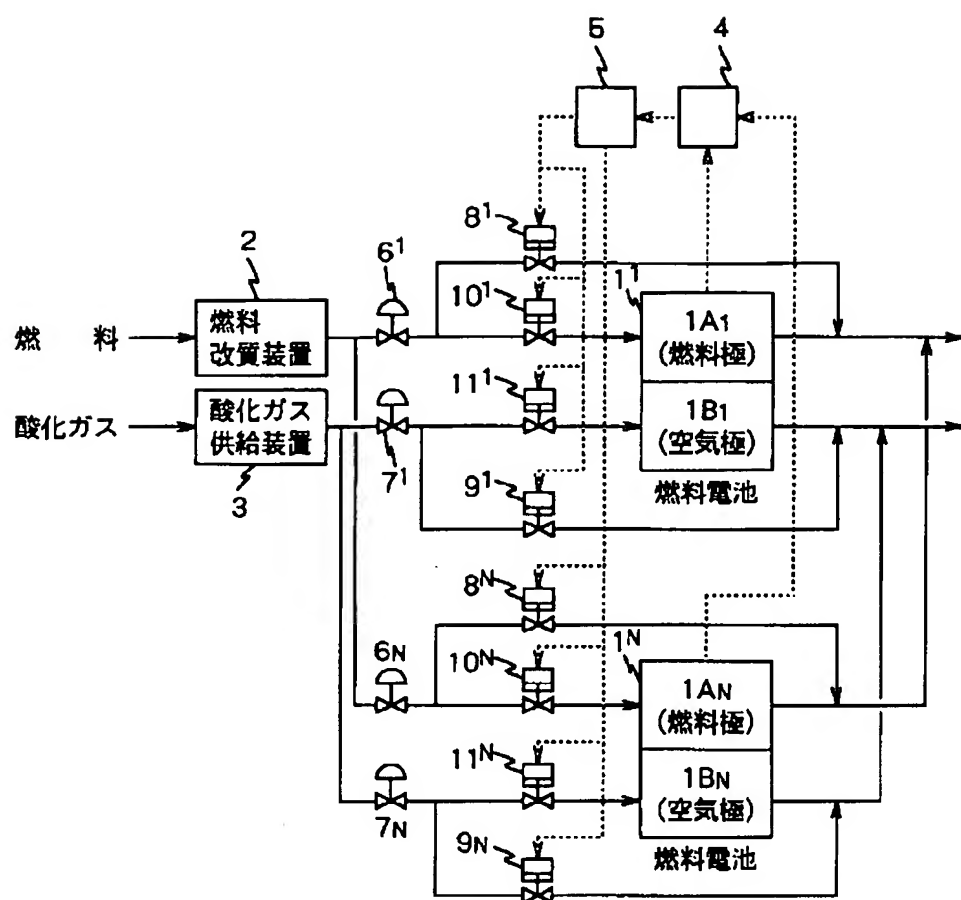 5
4
8¹
2
6¹
10¹
1¹
燃料
燃料
改質装置
1A₁
(燃料極)
11¹
酸化ガス
酸化ガス
供給装置
1B₁
(空気極)
3
7¹
9¹
燃料電池
8ᴺ
6N
10ᴺ
1ᴺ
1AN
(燃料極)
11ᴺ
1BN
(空気極)
7N
9N
燃料電池